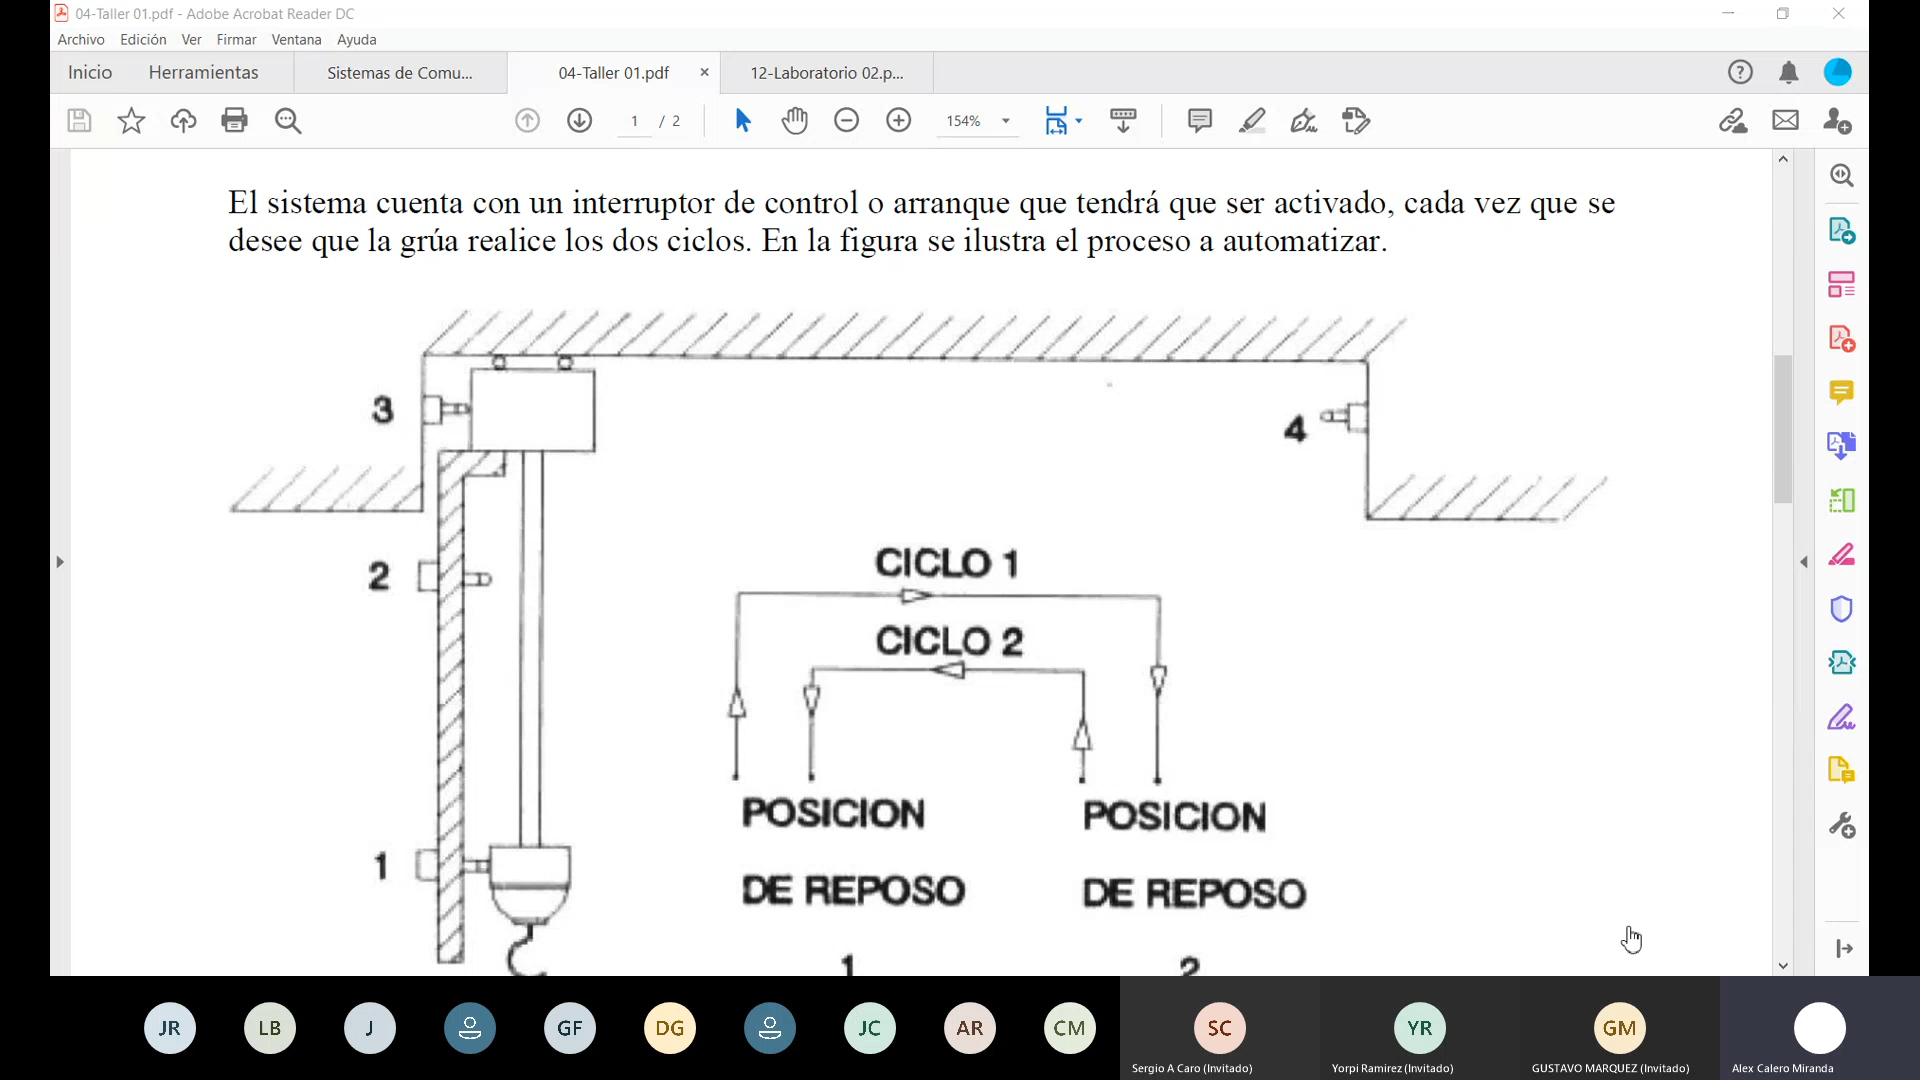 04-Taller 01.pdf - Adobe Acrobat Reader DC
Archivo Edición Ver Firmar Ventana Ayuda
Inicio Herramientas Sistemas de Comu... 04-Taller 01.pdf × 12-Laboratorio 02.p...
1 / 2 154%
El sistema cuenta con un interruptor de control o arranque que tendrá que ser activado, cada vez que se
desee que la grúa realice los dos ciclos. En la figura se ilustra el proceso a automatizar.
3
4
2
CICLO 1
CICLO 2
1
POSICION
DE REPOSO
1
POSICION
DE REPOSO
2
JR LB J GF DG JC AR CM SC YR GM
Sergio A Caro (Invitado) Yorpi Ramirez (Invitado) GUSTAVO MARQUEZ (Invitado) Alex Calero Miranda